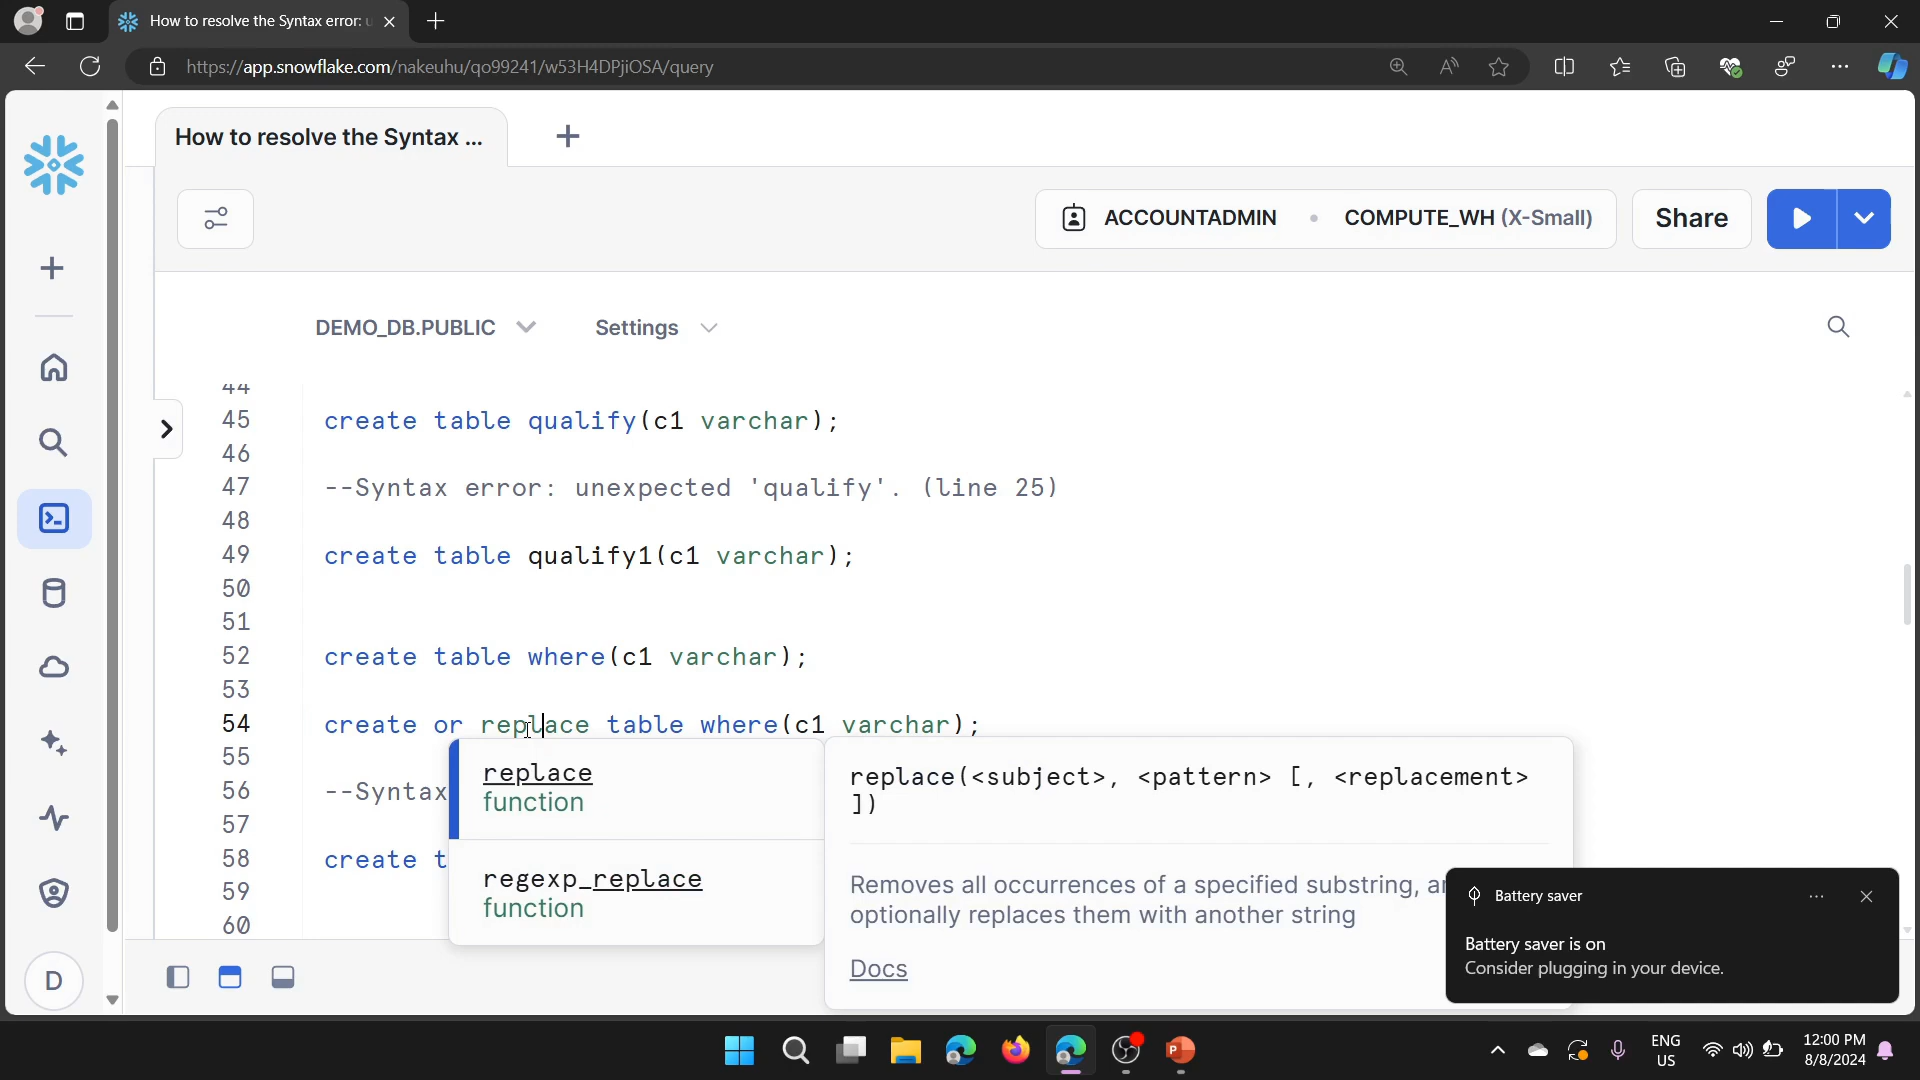 How to resolve the Syntax error: u
https://app.snowflake.com/nakeuhu/qo99241/w53H4DPjiOSA/query
How to resolve the Syntax ...
ACCOUNTADMIN
COMPUTE_WH (X-Small)
Share
DEMO_DB.PUBLIC
Settings
44
45 create table qualify(c1 varchar);
46
47 --Syntax error: unexpected 'qualify'. (line 25)
48
49 create table qualify1(c1 varchar);
50
51
52 create table where(c1 varchar);
53
54 create or replace table where(c1 varchar);
55
56 --Syntax
57
58 create t
59
60
replace
function
regexp_replace
function
replace(<subject>, <pattern> [, <replacement>
])
Removes all occurrences of a specified substring, a
optionally replaces them with another string
Docs
Battery saver
Battery saver is on
Consider plugging in your device.
D
ENG
US
12:00 PM
8/8/2024